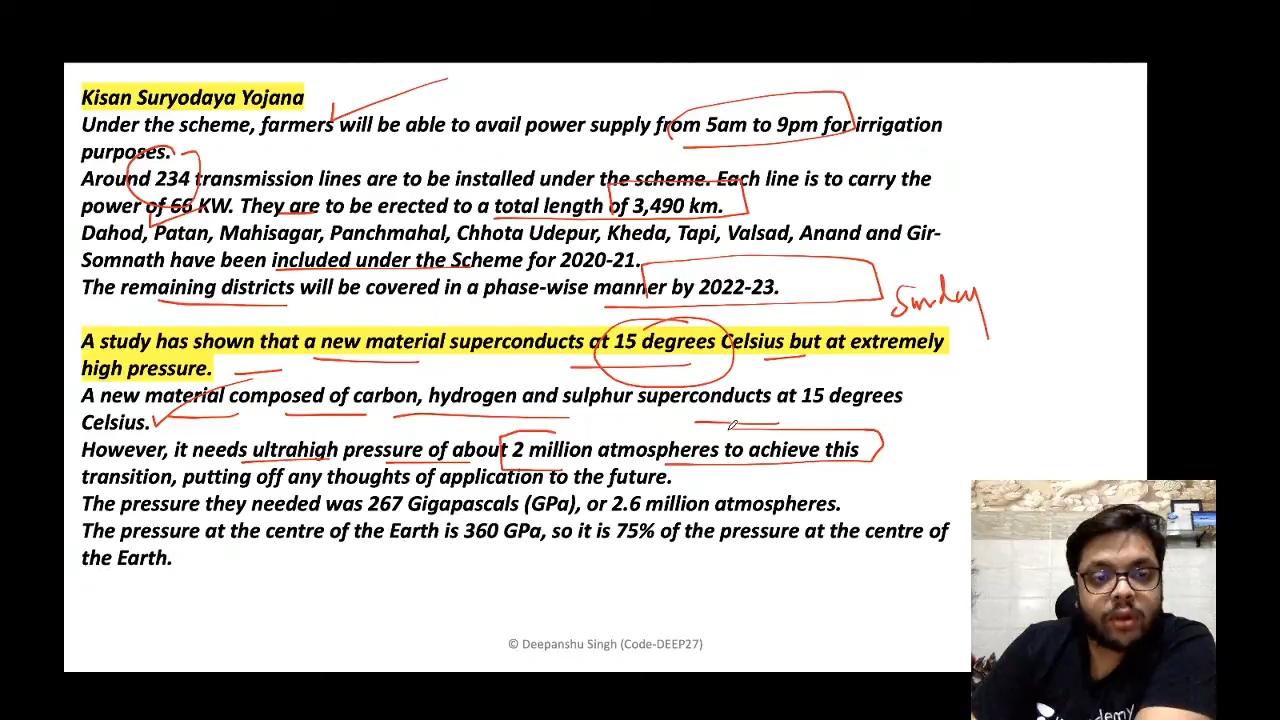 Kisan Suryodaya Yojana
Under the scheme, farmers will be able to avail power supply from 5am to 9pm for irrigation
purposes.
Around 234 transmission lines are to be installed under the scheme. Each line is to carry the
power of 66 KW. They are to be erected to a total length of 3,490 km.
Dahod, Patan, Mahisagar, Panchmahal, Chhota Udepur, Kheda, Tapi, Valsad, Anand and Gir-
Somnath have been included under the Scheme for 2020-21.
The remaining districts will be covered in a phase-wise manner by 2022-23.
Sunday
A study has shown that a new material superconducts at 15 degrees Celsius but at extremely
high pressure.
A new material composed of carbon, hydrogen and sulphur superconducts at 15 degrees
Celsius.
However, it needs ultrahigh pressure of about 2 million atmospheres to achieve this
transition, putting off any thoughts of application to the future.
The pressure they needed was 267 Gigapascals (GPa), or 2.6 million atmospheres.
The pressure at the centre of the Earth is 360 GPa, so it is 75% of the pressure at the centre of
the Earth.
© Deepanshu Singh (Code-DEEP27)